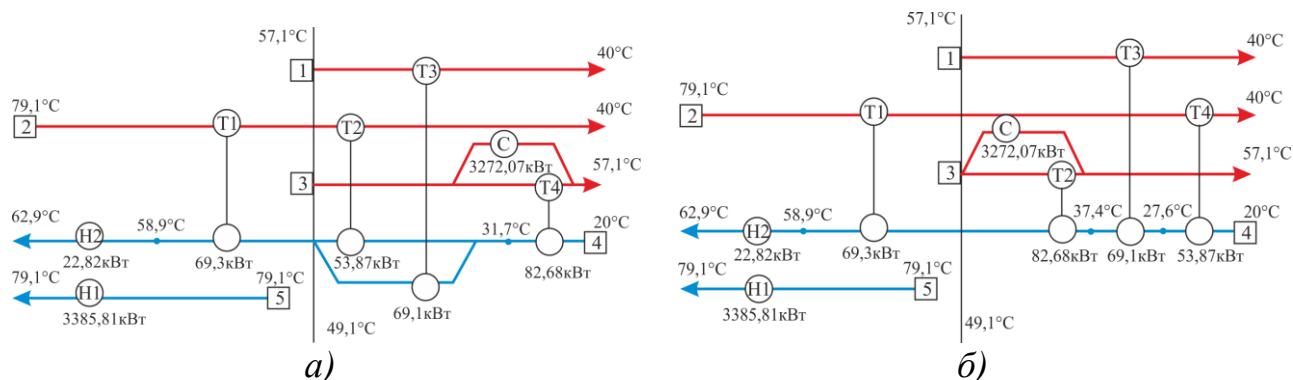 57,1°C
1
T3
40°C
79,1°C
2
T1
T2
40°C
C
3272,07кВт
57,1°C
3
T4
62,9°C
H2
58,9°C
31,7°C
20°C
4
22,82кВт
69,3кВт
53,87кВт
82,68кВт
79,1°C
H1
79,1°C
5
69,1кВт
3385,81кВт
49,1°C
а)
57,1°C
1
T3
40°C
79,1°C
2
T1
T4
40°C
C
3272,07кВт
57,1°C
3
T2
62,9°C
H2
58,9°C
37,4°C
27,6°C
20°C
4
22,82кВт
69,3кВт
82,68кВт
69,1кВт
53,87кВт
79,1°C
H1
79,1°C
5
3385,81кВт
49,1°C
б)